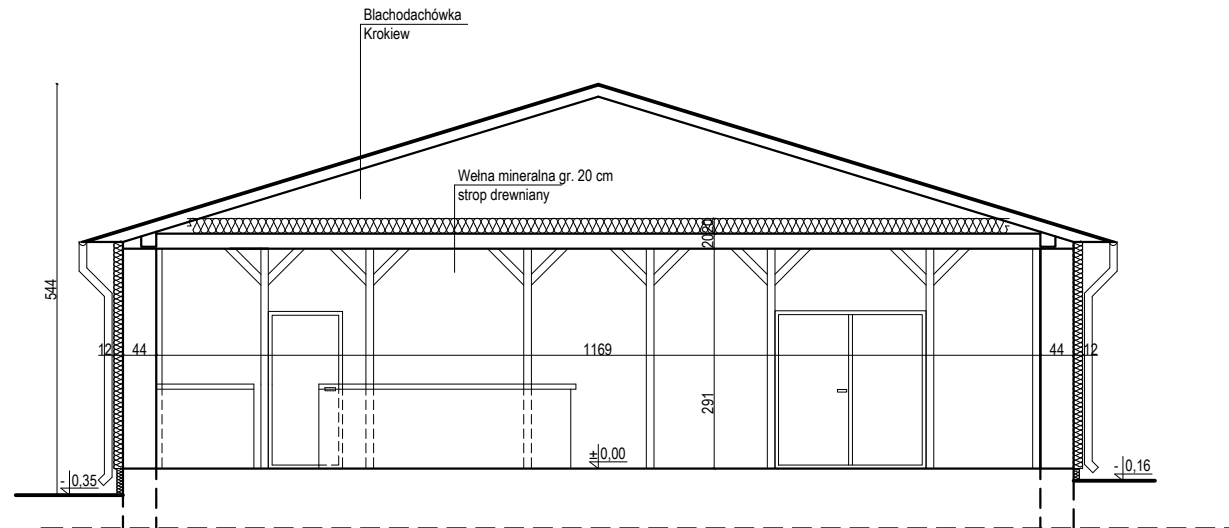 Blachodachówka
Krokiew
Wełna mineralna gr. 20 cm
strop drewniany
2020
544
12 44 1169 44 12
291
± 0,00
- 0,35
- 0,16